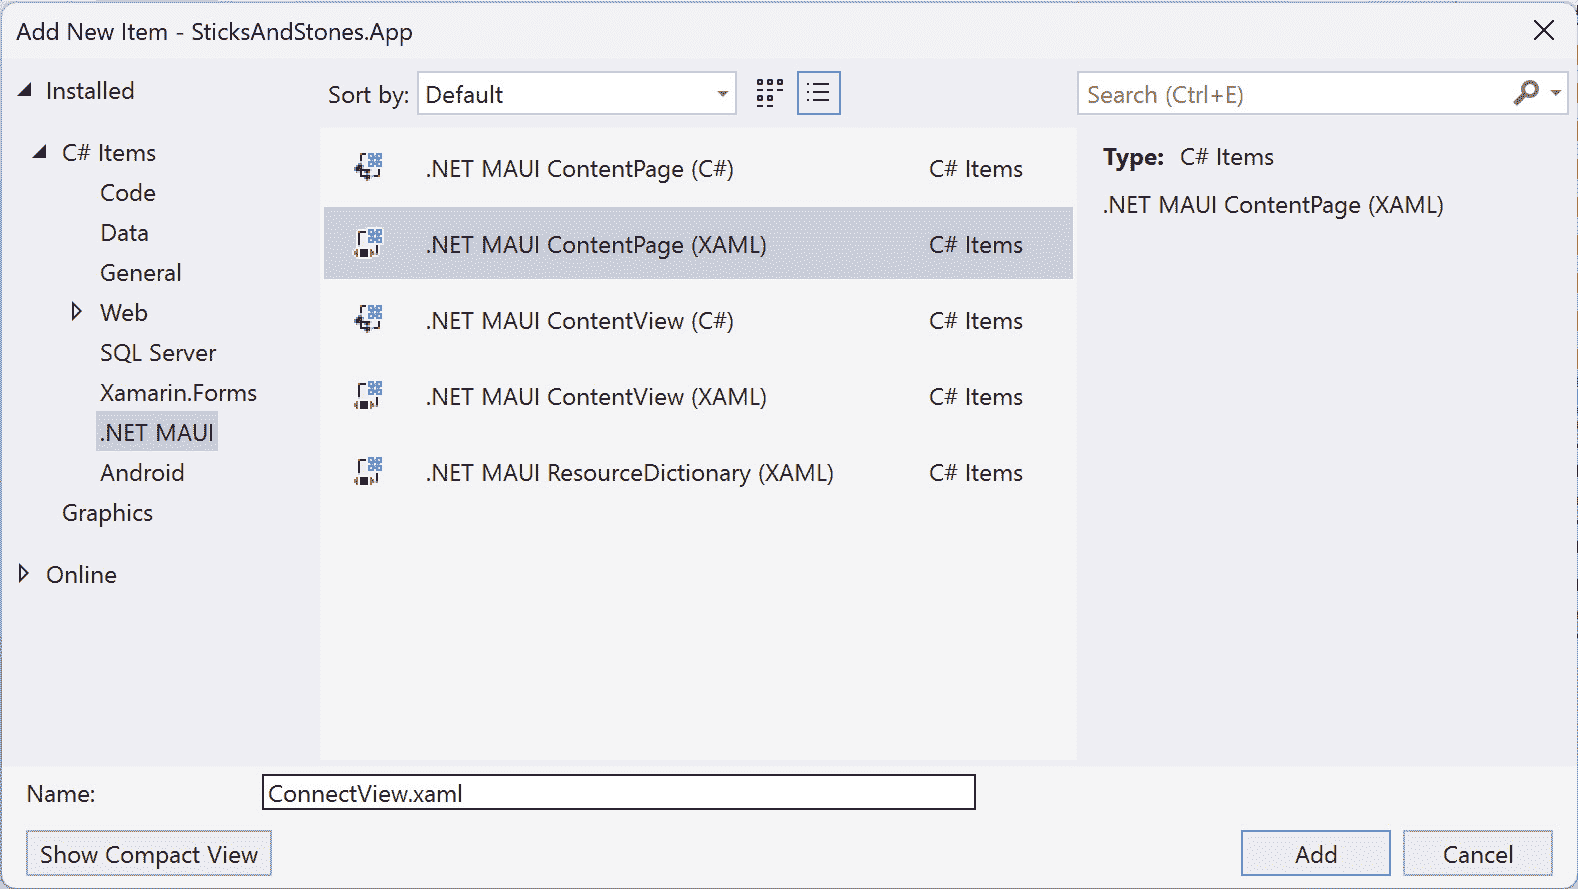 Add New Item - SticksAndStones.App
Installed
C# Items
Code
Data
General
Web
SQL Server
Xamarin.Forms
.NET MAUI
Android
Graphics
Online
Sort by: Default
.NET MAUI ContentPage (C#) C# Items
.NET MAUI ContentPage (XAML) C# Items
.NET MAUI ContentView (C#) C# Items
.NET MAUI ContentView (XAML) C# Items
.NET MAUI ResourceDictionary (XAML) C# Items
Search (Ctrl+E)
Type: C# Items
.NET MAUI ContentPage (XAML)
Name: ConnectView.xaml
Show Compact View
Add
Cancel